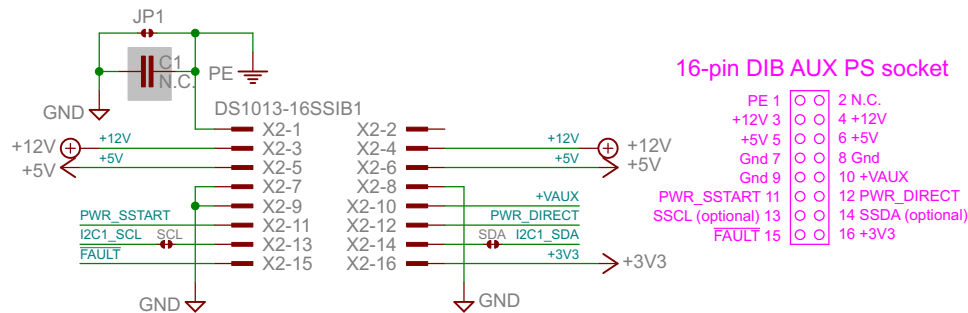 JP1
C1
N.C.
PE
GND
16-pin DIB AUX PS socket
DS1013-16SSIB1
PE 1 2 N.C.
+12V 3 4 +12V
+5V 5 6 +5V
Gnd 7 8 Gnd
Gnd 9 10 +VAUX
PWR_SSTART 11 12 PWR_DIRECT
SSCL (optional) 13 14 SSDA (optional)
FAULT 15 16 +3V3
X2-1 X2-2
+12V +12V X2-3 X2-4 +12V +12V
+5V +5V X2-5 X2-6 +5V +5V
X2-7 X2-8
X2-9 X2-10 +VAUX
PWR_SSTART X2-11 X2-12 PWR_DIRECT
I2C1_SCL SCL X2-13 X2-14 SDA I2C1_SDA
FAULT X2-15 X2-16 +3V3 +3V3
GND GND